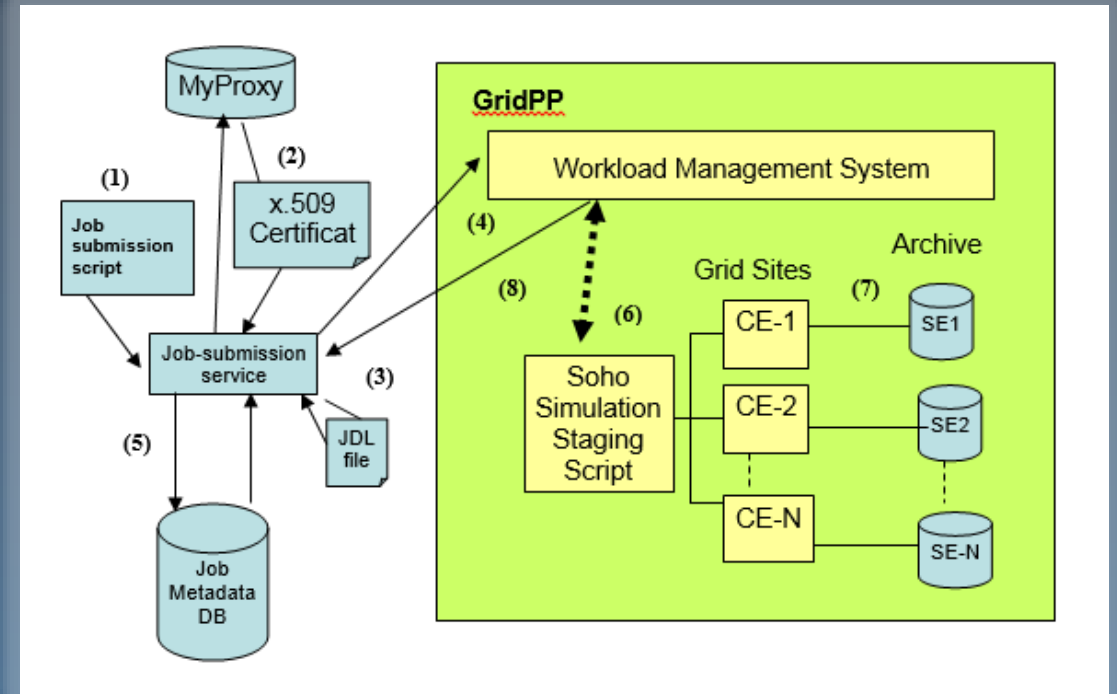 MyProxy
(1)
(2)
Job
submission
script
x.509
Certificat
Job-submission
service
(3)
JDL
file
(5)
Job
Metadata
DB
GridPP
Workload Management System
(4)
(8)
(6)
Soho
Simulation
Staging
Script
Grid Sites
CE-1
CE-2
CE-N
Archive
(7)
SE1
SE2
SE-N